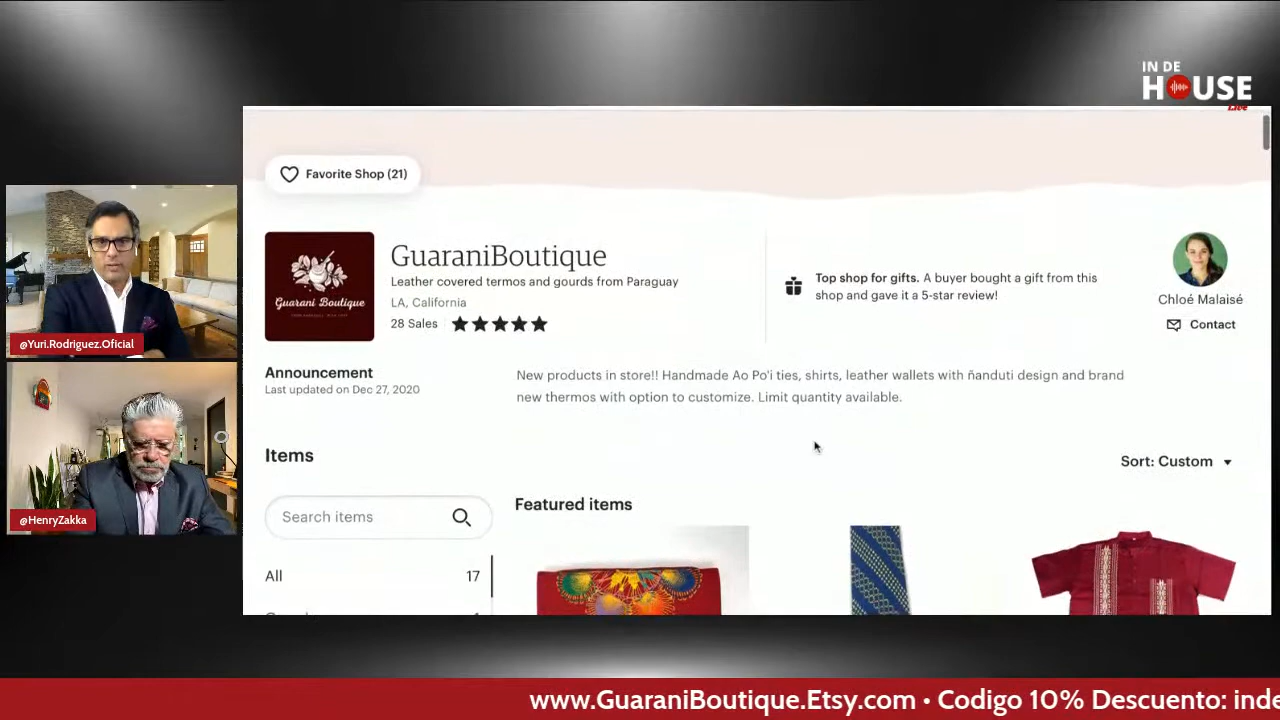 IN DE
HOUSE
Live
Favorite Shop (21)
GuaraniBoutique
Leather covered termos and gourds from Paraguay
LA, California
28 Sales
Guarani Boutique
Top shop for gifts. A buyer bought a gift from this
shop and gave it a 5-star review!
Chloé Malaisé
Contact
@Yuri.Rodriguez.Oficial
@HenryZakka
Announcement
Last updated on Dec 27, 2020
New products in store!! Handmade Ao Po'i ties, shirts, leather wallets with ñanduti design and brand
new thermos with option to customize. Limit quantity available.
Items
Sort: Custom
Search items
Featured items
All 17
www.GuaraniBoutique.Etsy.com • Codigo 10% Descuento: inde